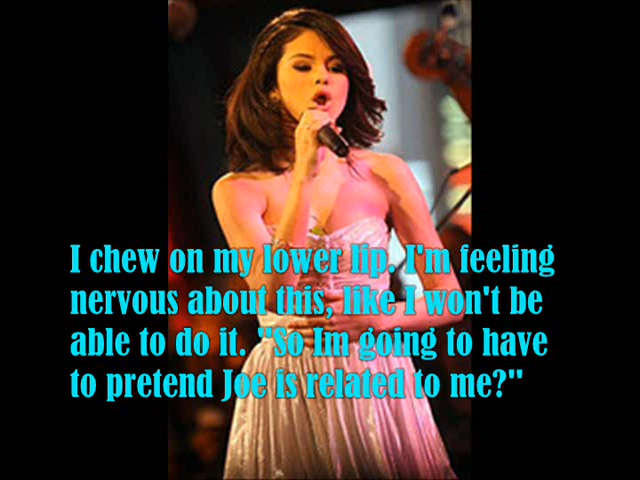 I chew on my lower lip. I'm feeling
nervous about this, like I won't be
able to do it. "So Im going to have
to pretend Joe is related to me?"